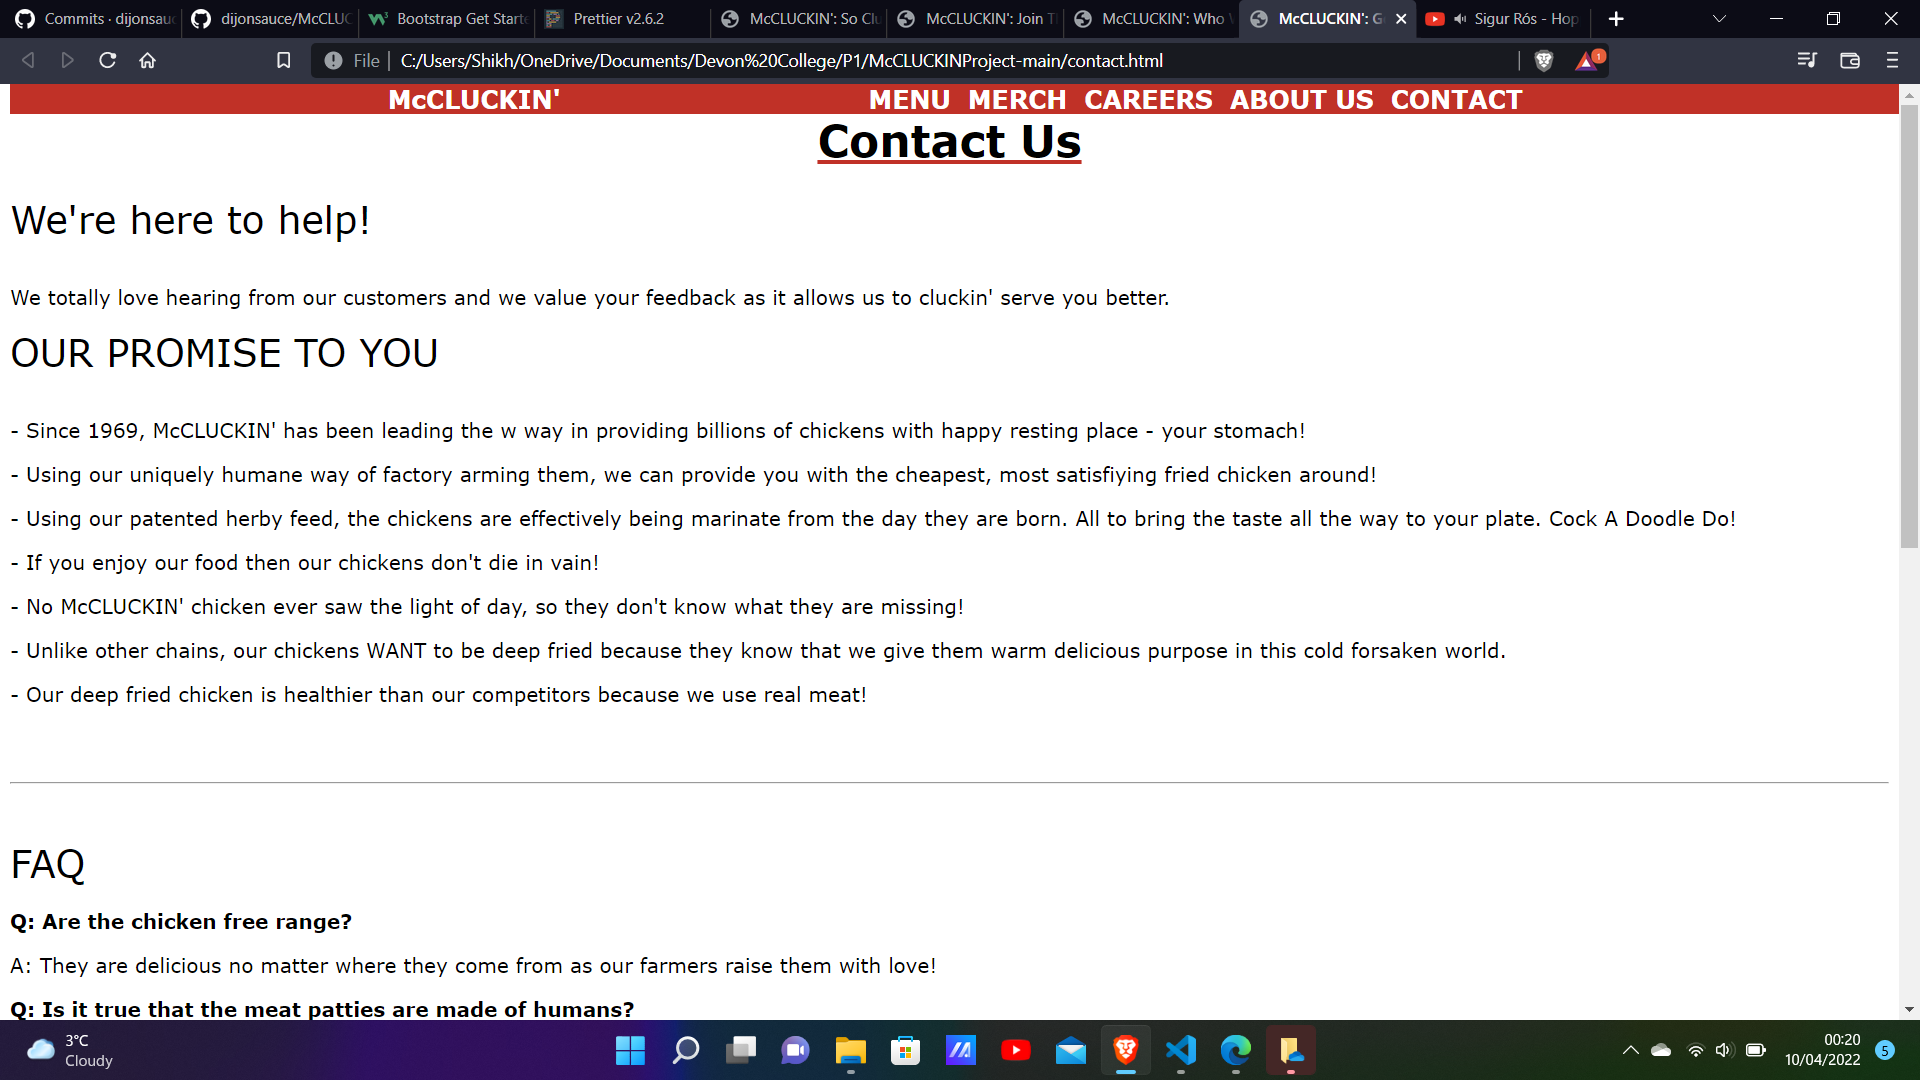 Commits · dijonsauc
dijonsauce/McCLUC
Bootstrap Get Starte
Prettier v2.6.2
McCLUCKIN': So Clu
McCLUCKIN': Join T
McCLUCKIN': Who
McCLUCKIN': G
Sigur Rós - Hop
File
C:/Users/Shikh/OneDrive/Documents/Devon%20College/P1/McCLUCKINProject-main/contact.html
1
McCLUCKIN' MENU MERCH CAREERS ABOUT US CONTACT
Contact Us
We're here to help!
We totally love hearing from our customers and we value your feedback as it allows us to cluckin' serve you better.
OUR PROMISE TO YOU
- Since 1969, McCLUCKIN' has been leading the w way in providing billions of chickens with happy resting place - your stomach!
- Using our uniquely humane way of factory arming them, we can provide you with the cheapest, most satisfiying fried chicken around!
- Using our patented herby feed, the chickens are effectively being marinate from the day they are born. All to bring the taste all the way to your plate. Cock A Doodle Do!
- If you enjoy our food then our chickens don't die in vain!
- No McCLUCKIN' chicken ever saw the light of day, so they don't know what they are missing!
- Unlike other chains, our chickens WANT to be deep fried because they know that we give them warm delicious purpose in this cold forsaken world.
- Our deep fried chicken is healthier than our competitors because we use real meat!
FAQ
Q: Are the chicken free range?
A: They are delicious no matter where they come from as our farmers raise them with love!
Q: Is it true that the meat patties are made of humans?
3°C
Cloudy
00:20
10/04/2022
5